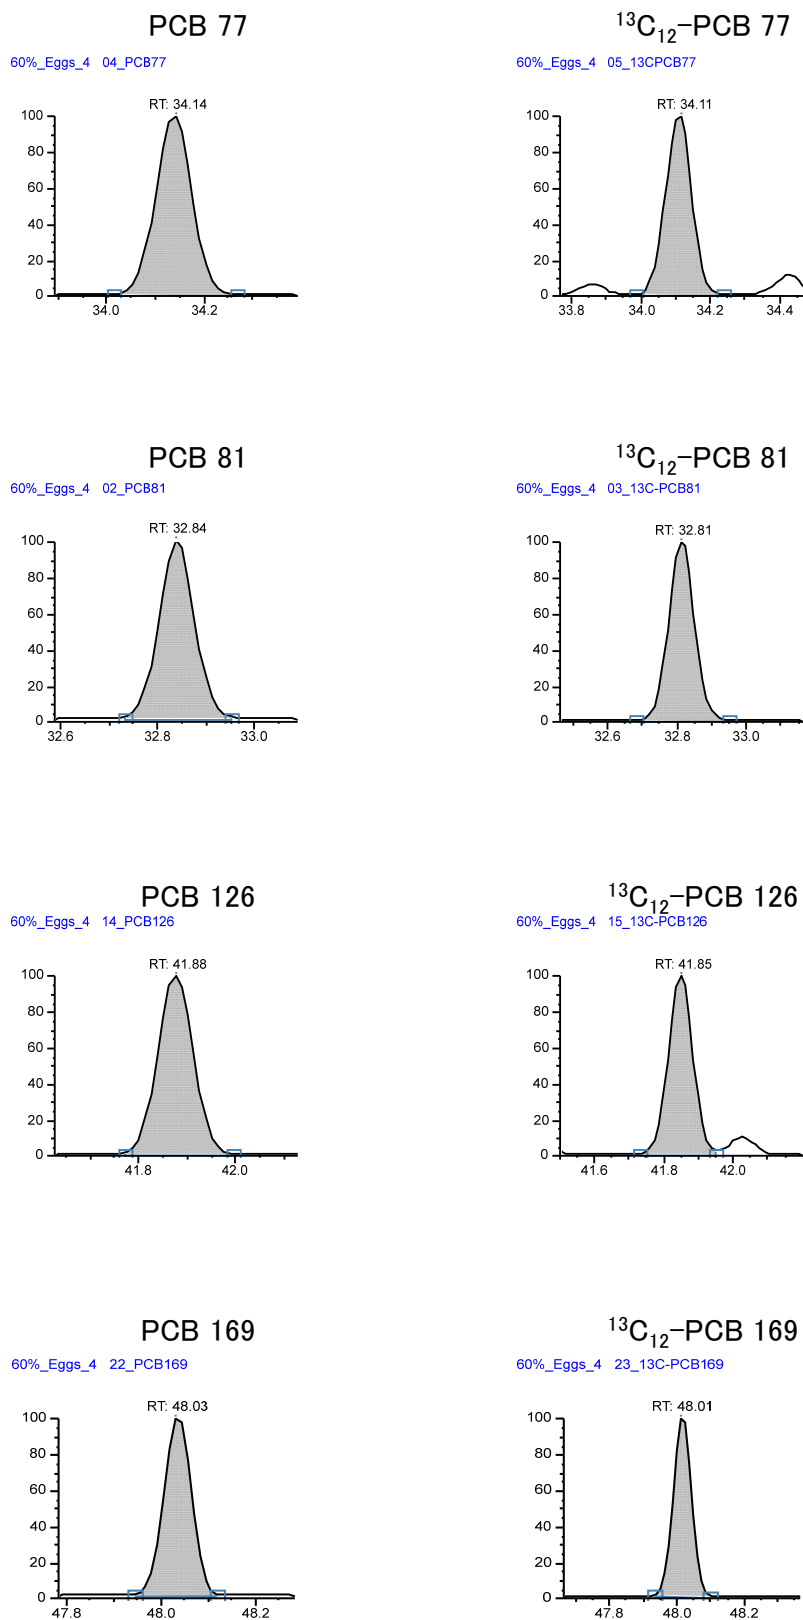 PCB 77
60%_Eggs_4 04_PCB77
RT: 34.14
100
80
60
40
20
0
34.0 34.2
¹³C₁₂-PCB 77
60%_Eggs_4 05_13CPCB77
RT: 34.11
100
80
60
40
20
0
33.8 34.0 34.2 34.4
PCB 81
60%_Eggs_4 02_PCB81
RT: 32.84
100
80
60
40
20
0
32.6 32.8 33.0
¹³C₁₂-PCB 81
60%_Eggs_4 03_13C-PCB81
RT: 32.81
100
80
60
40
20
0
32.6 32.8 33.0
PCB 126
60%_Eggs_4 14_PCB126
RT: 41.88
100
80
60
40
20
0
41.8 42.0
¹³C₁₂-PCB 126
60%_Eggs_4 15_13C-PCB126
RT: 41.85
100
80
60
40
20
0
41.6 41.8 42.0
PCB 169
60%_Eggs_4 22_PCB169
RT: 48.03
100
80
60
40
20
0
47.8 48.0 48.2
¹³C₁₂-PCB 169
60%_Eggs_4 23_13C-PCB169
RT: 48.01
100
80
60
40
20
0
47.8 48.0 48.2